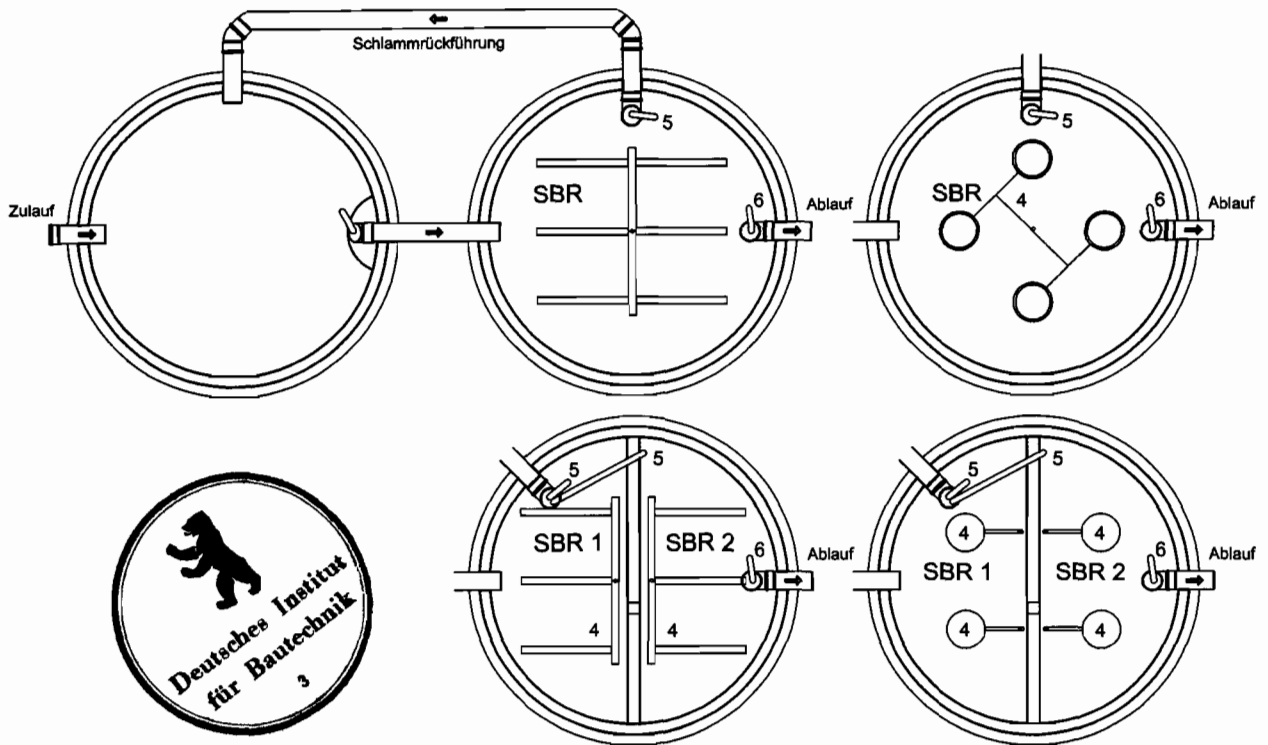 Schlammrückführung
5
5
SBR
SBR
4
Zulauf
6
Ablauf
6
Ablauf
5
5
5
5
SBR 1
SBR 2
6
Ablauf
4
4
SBR 1
SBR 2
6
Ablauf
4
4
4
4
Deutsches Institut
für Bautechnik
3